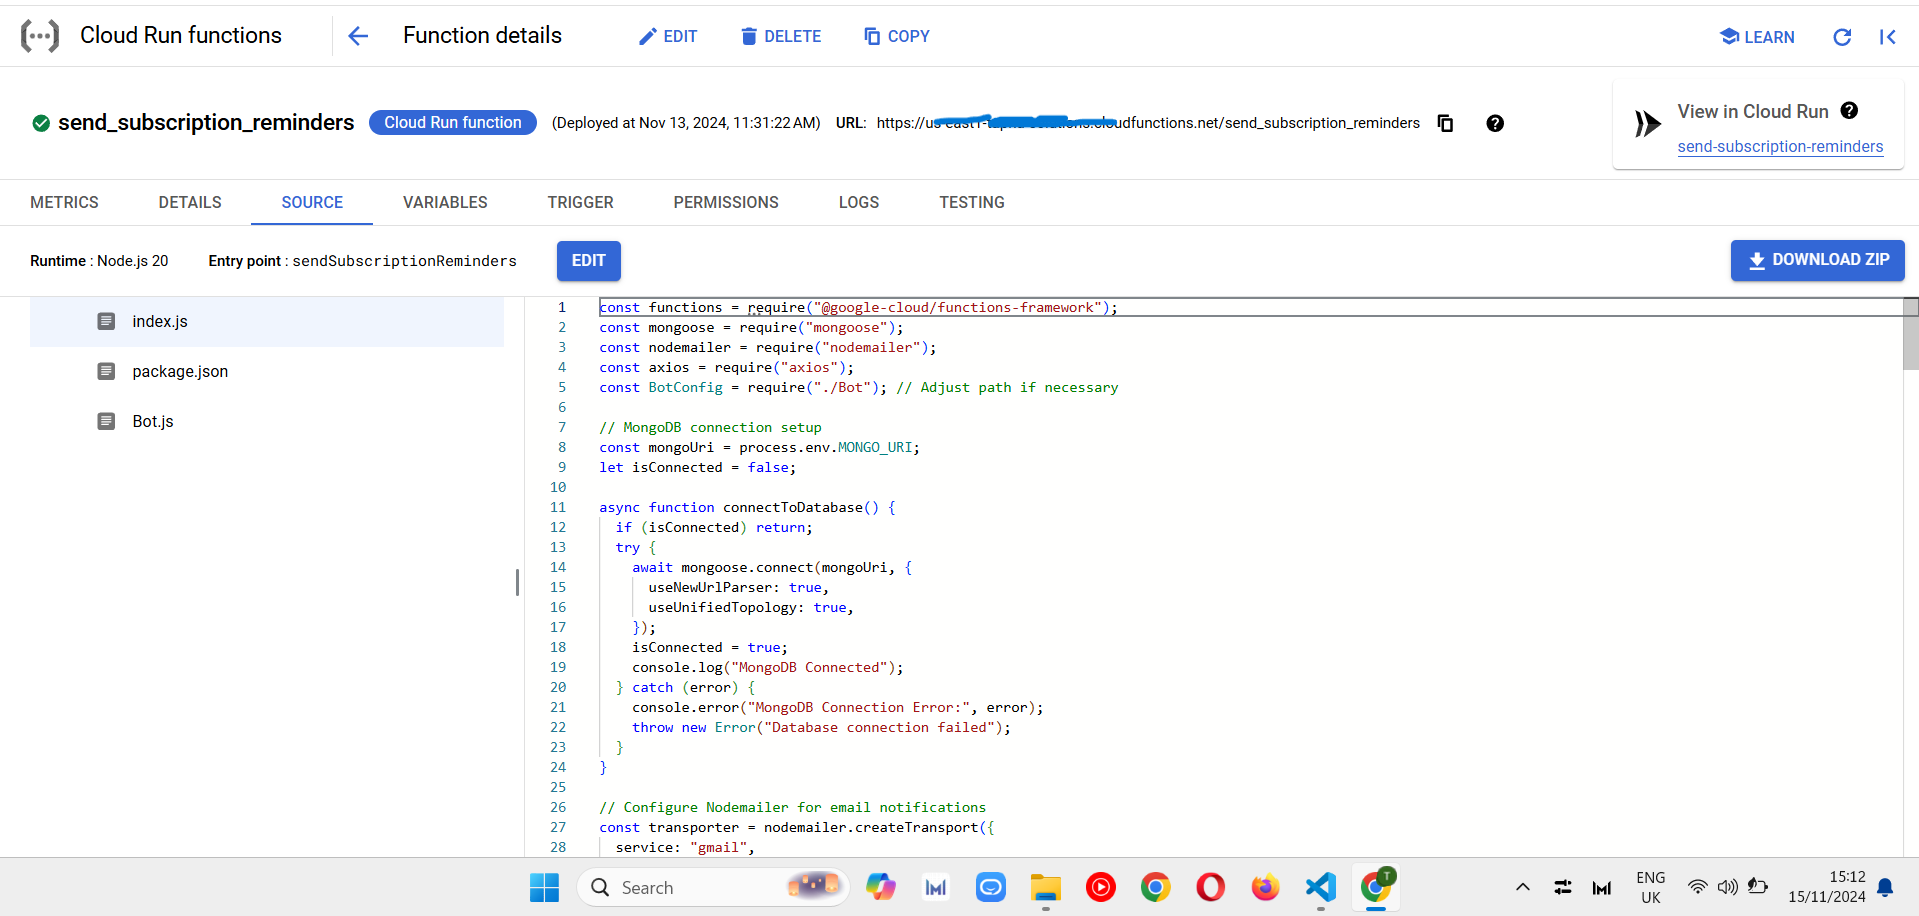 Cloud Run functions
Function details
EDIT
DELETE
COPY
LEARN
send_subscription_reminders
Cloud Run function
(Deployed at Nov 13, 2024, 11:31:22 AM)
URL: https://us-east1-cloudfunctions.net/send_subscription_reminders
View in Cloud Run
send-subscription-reminders
METRICS
DETAILS
SOURCE
VARIABLES
TRIGGER
PERMISSIONS
LOGS
TESTING
Runtime : Node.js 20
Entry point : sendSubscriptionReminders
EDIT
DOWNLOAD ZIP
index.js
package.json
Bot.js
1 const functions = require("@google-cloud/functions-framework");
2 const mongoose = require("mongoose");
3 const nodemailer = require("nodemailer");
4 const axios = require("axios");
5 const BotConfig = require("./Bot"); // Adjust path if necessary
6
7 // MongoDB connection setup
8 const mongoUri = process.env.MONGO_URI;
9 let isConnected = false;
10
11 async function connectToDatabase() {
12 if (isConnected) return;
13 try {
14 await mongoose.connect(mongoUri, {
15 useNewUrlParser: true,
16 useUnifiedTopology: true,
17 });
18 isConnected = true;
19 console.log("MongoDB Connected");
20 } catch (error) {
21 console.error("MongoDB Connection Error:", error);
22 throw new Error("Database connection failed");
23 }
24 }
25
26 // Configure Nodemailer for email notifications
27 const transporter = nodemailer.createTransport({
28 service: "gmail",
Search
T
ENG
UK
15:12
15/11/2024